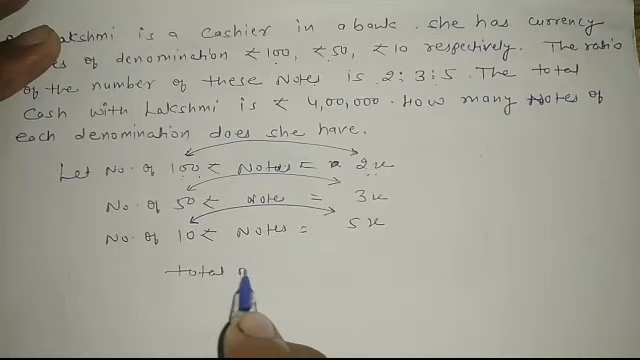 Lakshmi is a cashier in a bank. she has currency
of denomination ₹100, ₹50, ₹10 respectively. The ratio
of the number of these Notes is 2:3:5. The total
Cash with Lakshmi is ₹ 4,00,000. How many Notes of
each denomination does she have.
Let No. of 100 ₹ Notes = 2x
No. of 50 ₹ Note = 3x
No. of 10 ₹ Notes = 5x
total